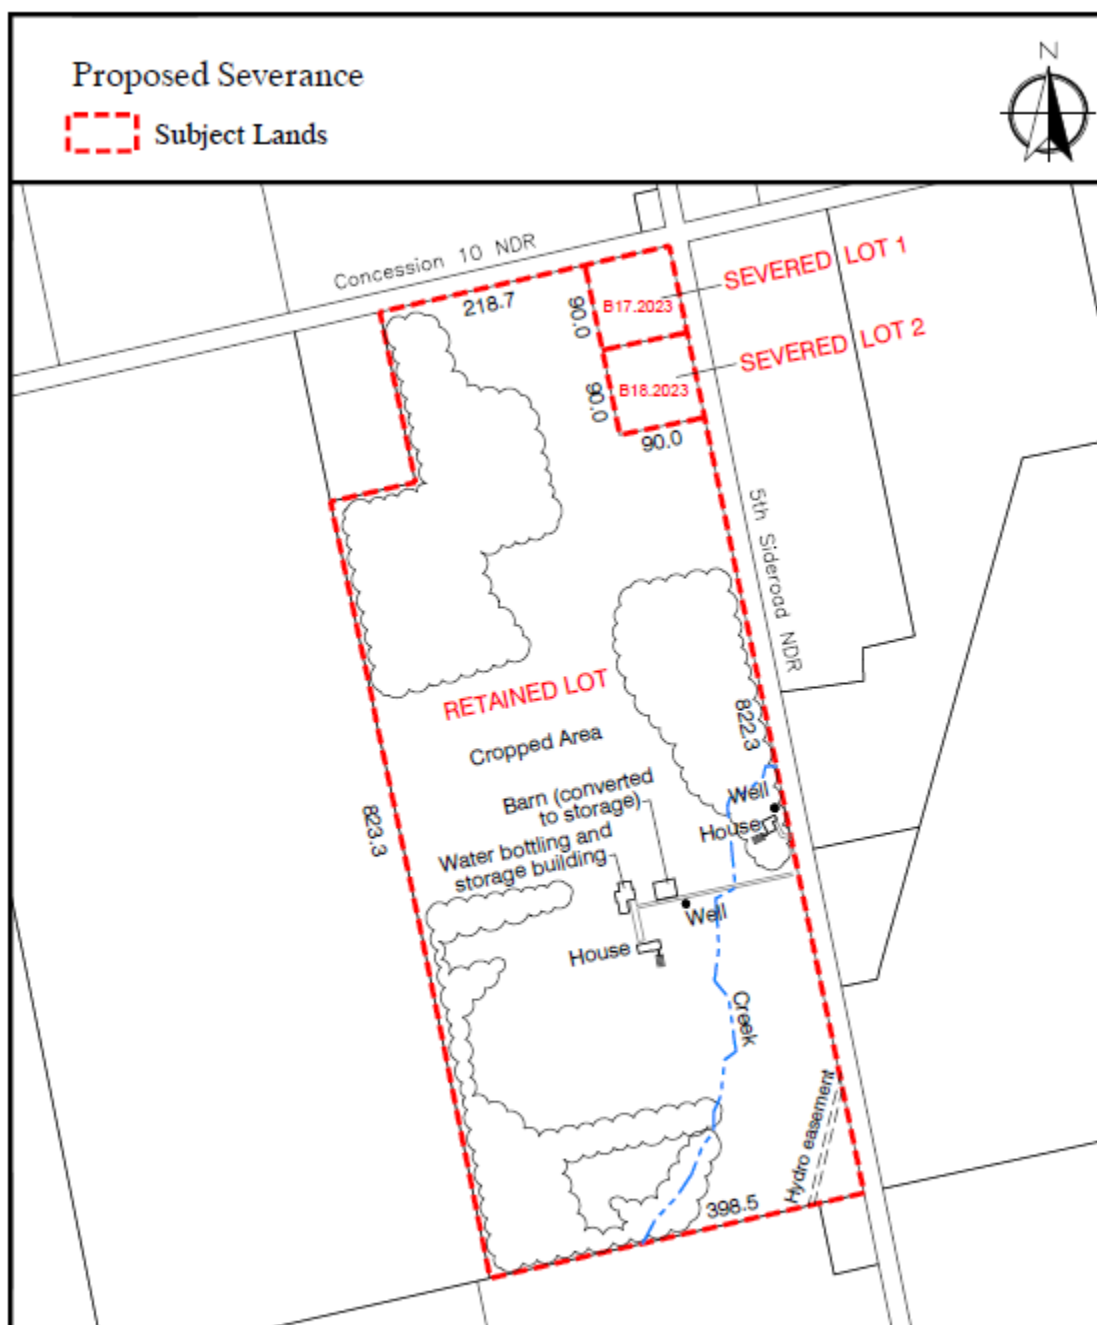 Proposed Severance
N
Subject Lands
Concession 10 NDR
218.7
90.0
B17.2023
SEVERED LOT 1
90.0
B18.2023
SEVERED LOT 2
90.0
5th Sideroad NDR
RETAINED LOT
Cropped Area
822.3
823.3
Barn (converted
to storage)
Well
House
Water bottling and
storage building
Well
House
Creek
Hydro easement
398.5